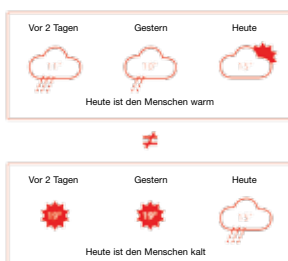 Vor 2 Tagen Gestern Heute
Heute ist den Menschen warm
≠
Vor 2 Tagen Gestern Heute
19° 19°
Heute ist den Menschen kalt